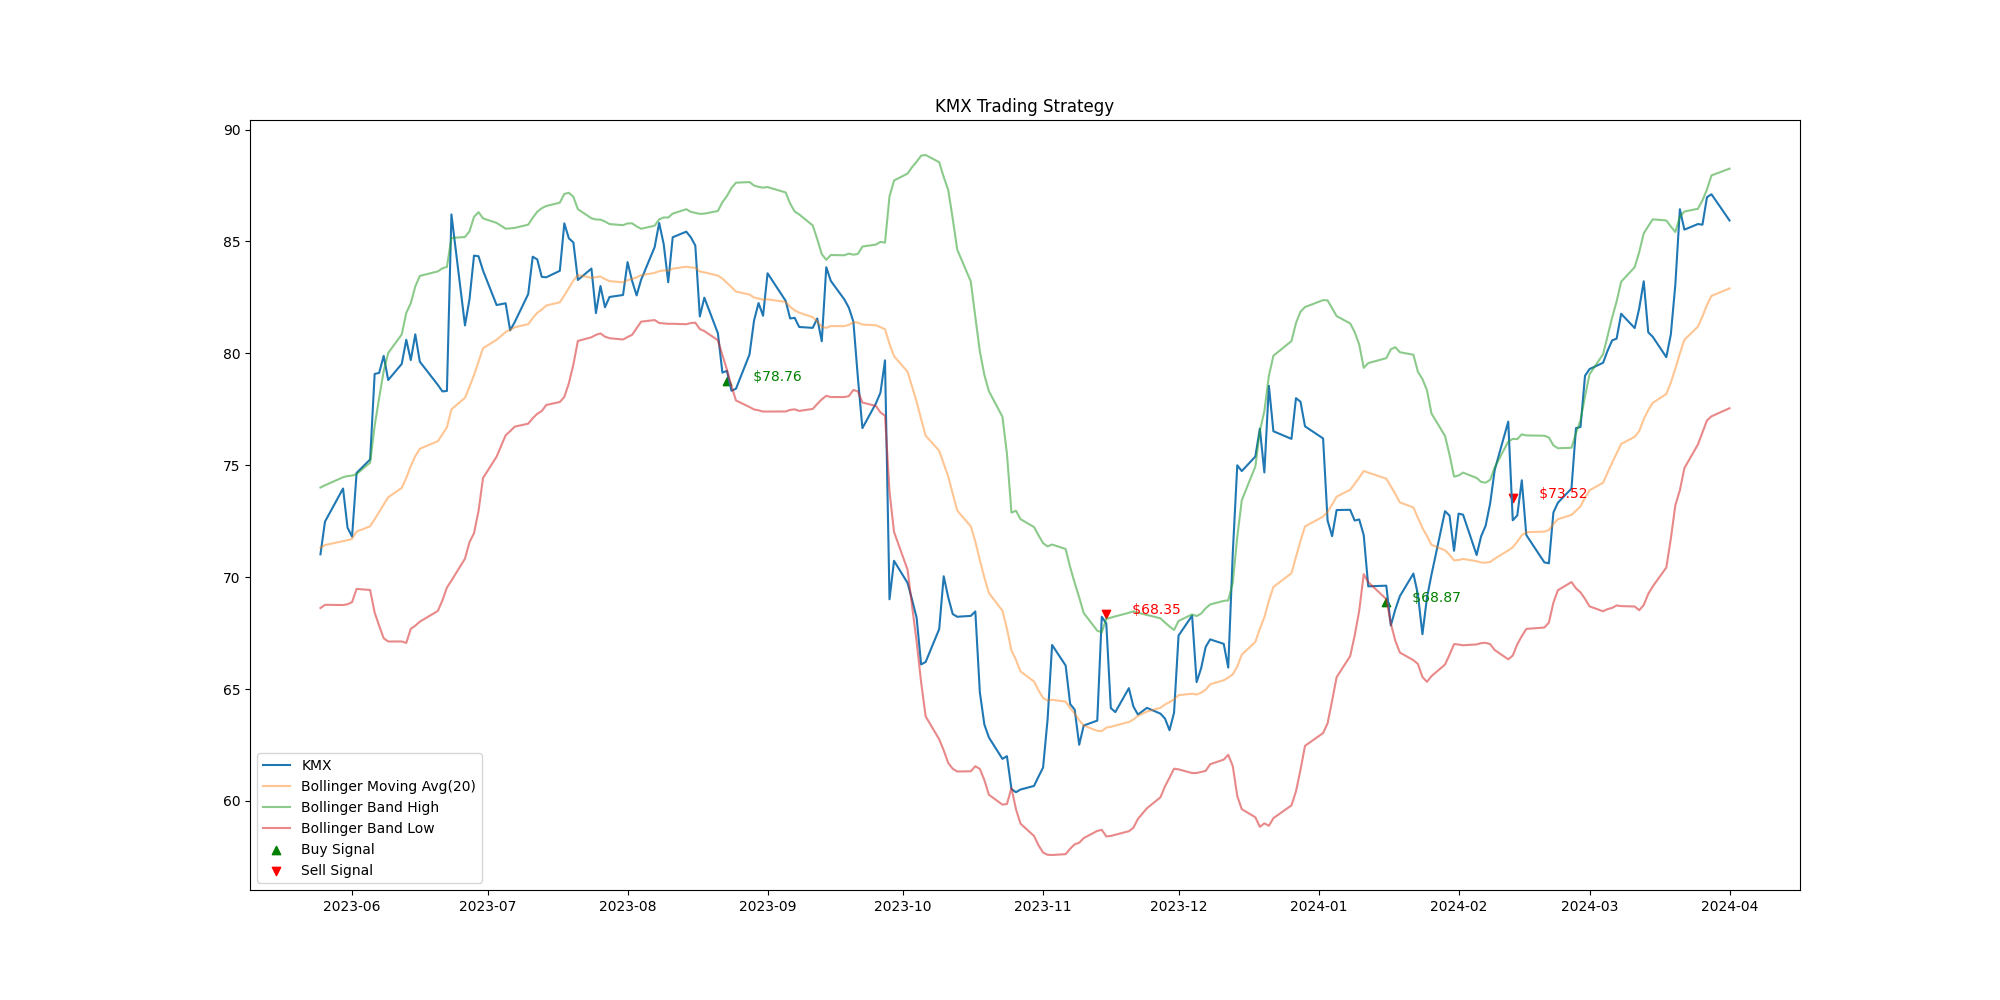 KMX Trading Strategy
90
85
80
75
70
65
60
$78.76
$68.35
$68.87
$73.52
KMX
Bollinger Moving Avg(20)
Bollinger Band High
Bollinger Band Low
Buy Signal
Sell Signal
2023-06 2023-07 2023-08 2023-09 2023-10 2023-11 2023-12 2024-01 2024-02 2024-03 2024-04